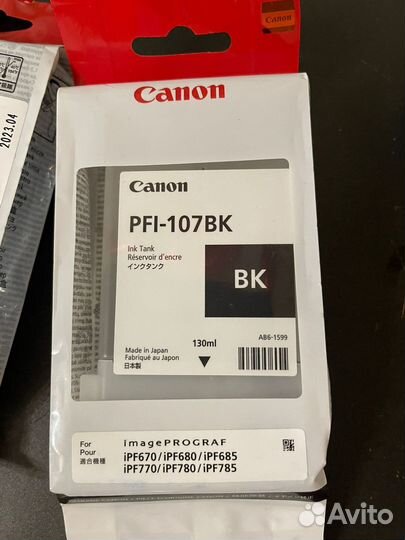 Canon
Canon
2023.04
Canon
PFI-107BK
Ink Tank
Réservoir d'encre
インクタンク
BK
130ml
AB6-1599
Made in Japan
Fabriqué au Japon
日本製
For
Pour
適合機種
imagePROGRAF
iPF670/iPF680/iPF685
iPF770/iPF780/iPF785
Avito